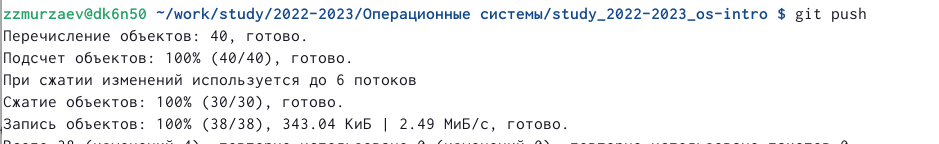 zzmurzaev@dk6n50 ~/work/study/2022-2023/Операционные системы/study_2022-2023_os-intro $ git push
Перечисление объектов: 40, готово.
Подсчет объектов: 100% (40/40), готово.
При сжатии изменений используется до 6 потоков
Сжатие объектов: 100% (30/30), готово.
Запись объектов: 100% (38/38), 343.04 КиБ | 2.49 МиБ/с, готово.